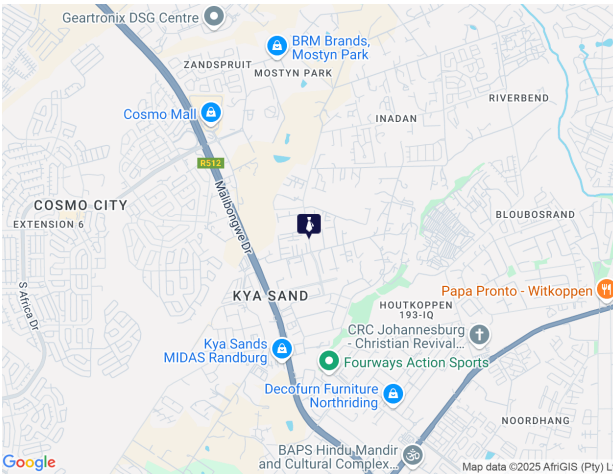 Geartronix DSG Centre
BRM Brands,
Mostyn Park
ZANDSPRUIT
MOSTYN PARK
RIVERBEND
Cosmo Mall
INADAN
R512
Malibongwe Dr
COSMO CITY
EXTENSION 6
BLOUBOSRAND
S Africa Dr
KYA SAND
Papa Pronto - Witkoppen
HOUTKOPPEN
193-IQ
CRC Johannesburg
- Christian Revival...
Kya Sands
MIDAS Randburg
Fourways Action Sports
Decofurn Furniture
Northriding
NOORDHANG
BAPS Hindu Mandir
and Cultural Complex...
Google
Map data ©2025 AfriGIS (Pty) L